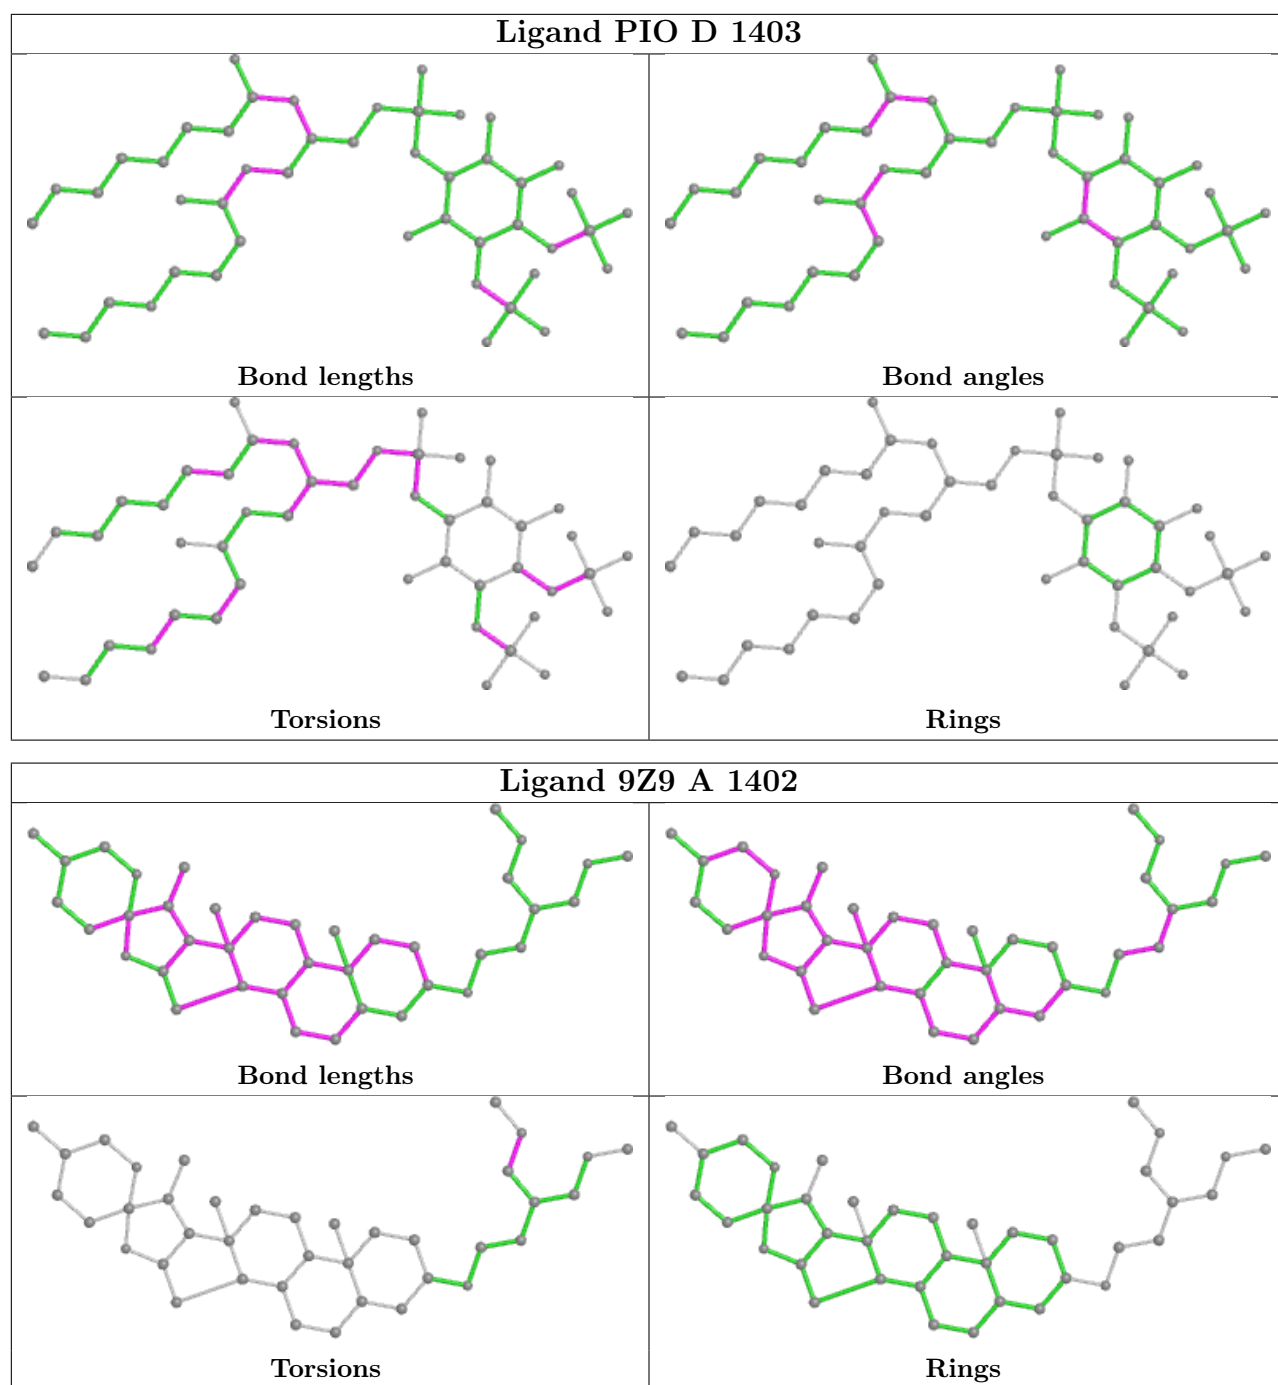 Ligand PIO D 1403
Bond lengths
Bond angles
Torsions
Rings
Ligand 9Z9 A 1402
Bond lengths
Bond angles
Torsions
Rings